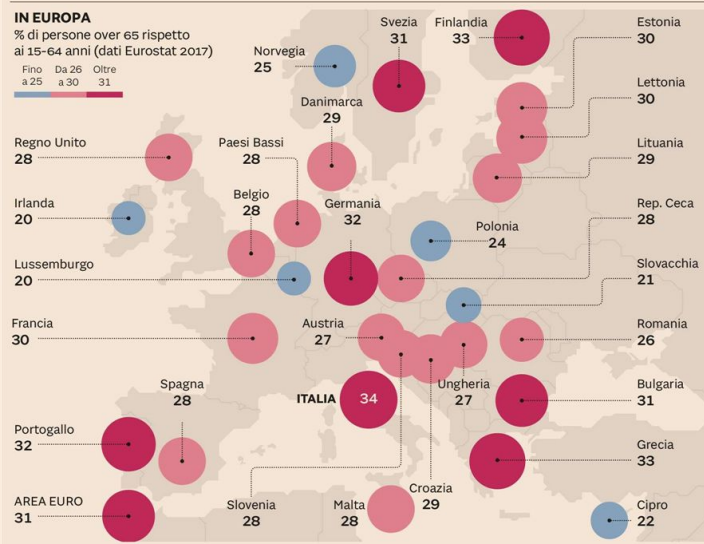 IN EUROPA
% di persone over 65 rispetto
ai 15-64 anni (dati Eurostat 2017)
Fino
a 25
Da 26
a 30
Oltre
31
Norvegia
25
Svezia
31
Finlandia
33
Estonia
30
Lettonia
30
Danimarca
29
Regno Unito
28
Paesi Bassi
28
Lituania
29
Belgio
28
Germania
32
Irlanda
20
Rep. Ceca
28
Polonia
24
Lussemburgo
20
Slovacchia
21
Francia
30
Austria
27
Romania
26
Spagna
28
ITALIA
34
Ungheria
27
Bulgaria
31
Portogallo
32
Grecia
33
AREA EURO
31
Slovenia
28
Malta
28
Croazia
29
Cipro
22